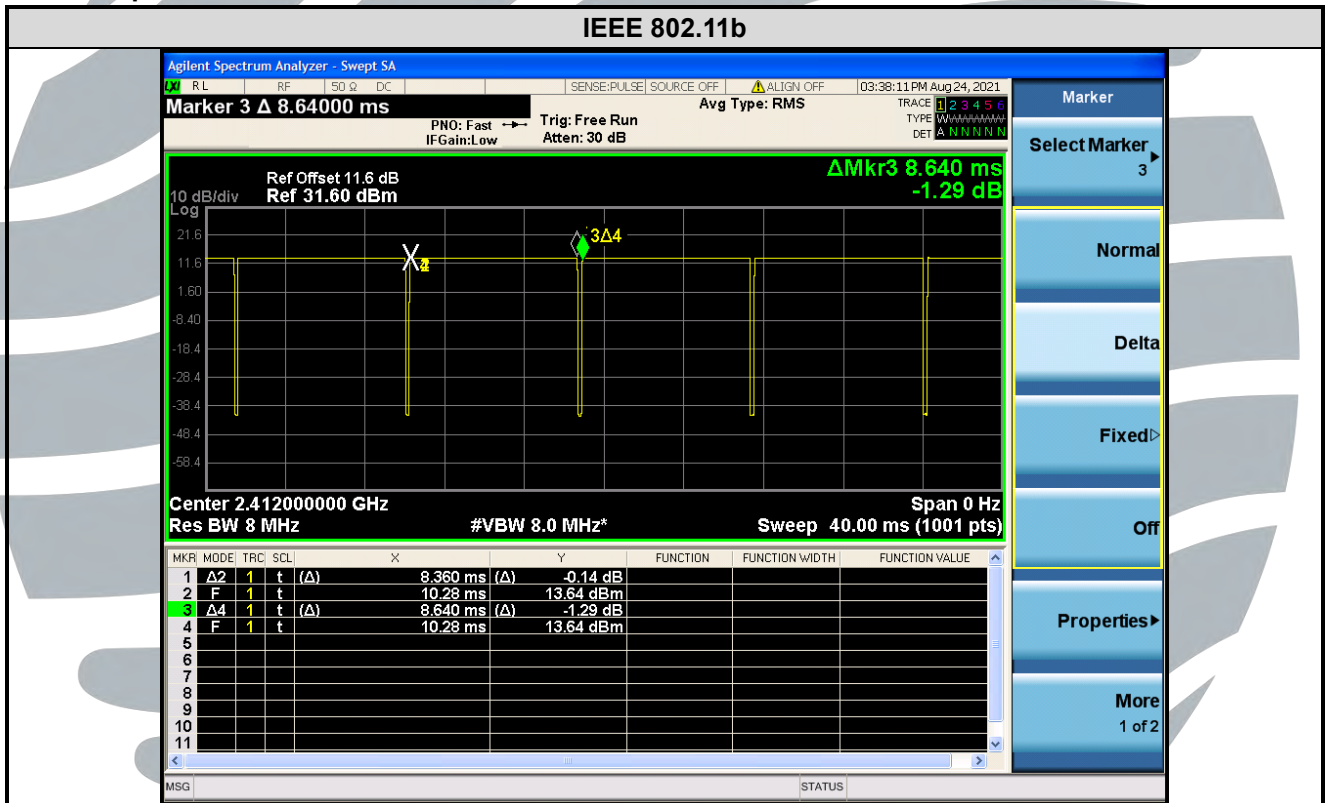 IEEE 802.11b
Agilent Spectrum Analyzer - Swept SA
LXI RL RF 50 Ω DC SENSE:PULSE SOURCE OFF ALIGN OFF 03:38:11 PM Aug 24, 2021
Marker 3 Δ 8.64000 ms
PNO: Fast
IFGain:Low
Trig: Free Run
Atten: 30 dB
Avg Type: RMS
TRACE 1 2 3 4 5 6
TYPE
DET A N N N N N
ΔMkr3 8.640 ms
-1.29 dB
Ref Offset 11.6 dB
10 dB/div Ref 31.60 dBm
Log
21.6
11.6
1.60
-8.40
-18.4
-28.4
-38.4
-48.4
-58.4
3Δ4
Center 2.412000000 GHz Span 0 Hz
Res BW 8 MHz #VBW 8.0 MHz* Sweep 40.00 ms (1001 pts)
MKR MODE TRC SCL X Y FUNCTION FUNCTION WIDTH FUNCTION VALUE
1 Δ2 1 t (Δ) 8.360 ms (Δ) -0.14 dB
2 F 1 t 10.28 ms 13.64 dBm
3 Δ4 1 t (Δ) 8.640 ms (Δ) -1.29 dB
4 F 1 t 10.28 ms 13.64 dBm
5
6
7
8
9
10
11
MSG STATUS
Marker
Select Marker
3
Normal
Delta
Fixed
Off
Properties
More
1 of 2